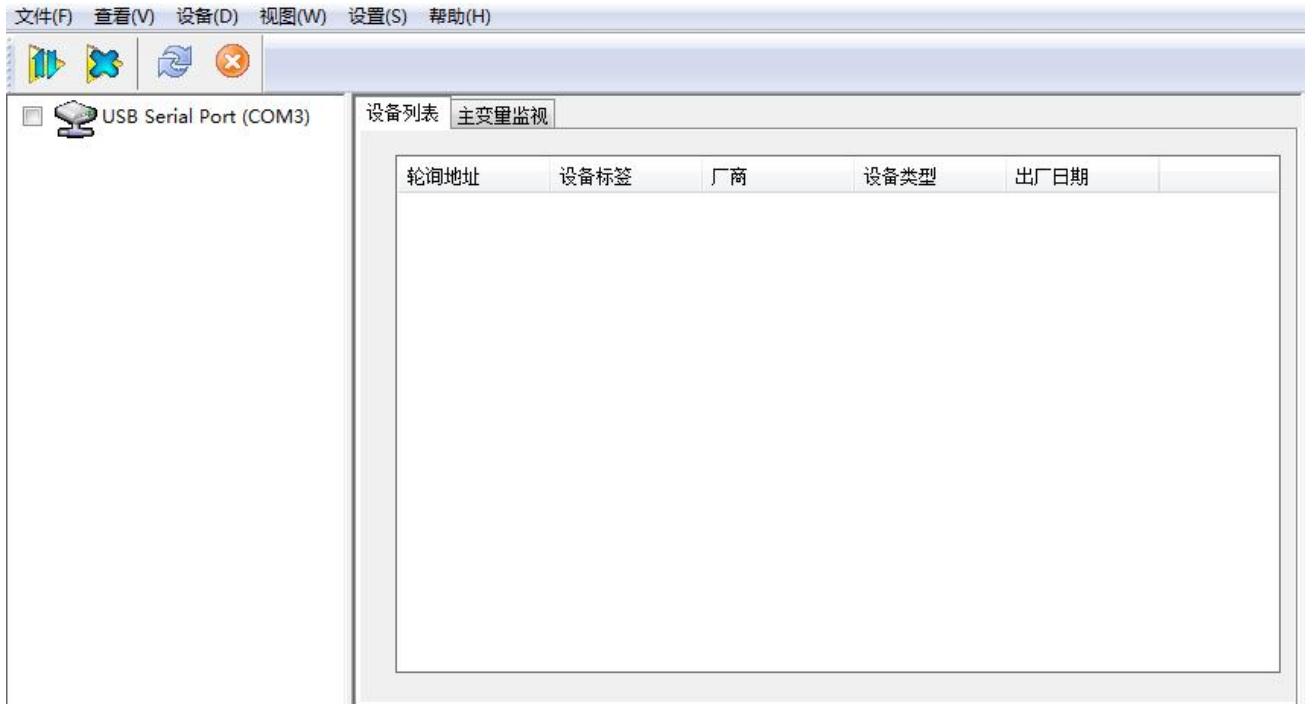 文件(F) 查看(V) 设备(D) 视图(W) 设置(S) 帮助(H)
USB Serial Port (COM3)
设备列表 主变量监视
轮询地址 设备标签 厂商 设备类型 出厂日期